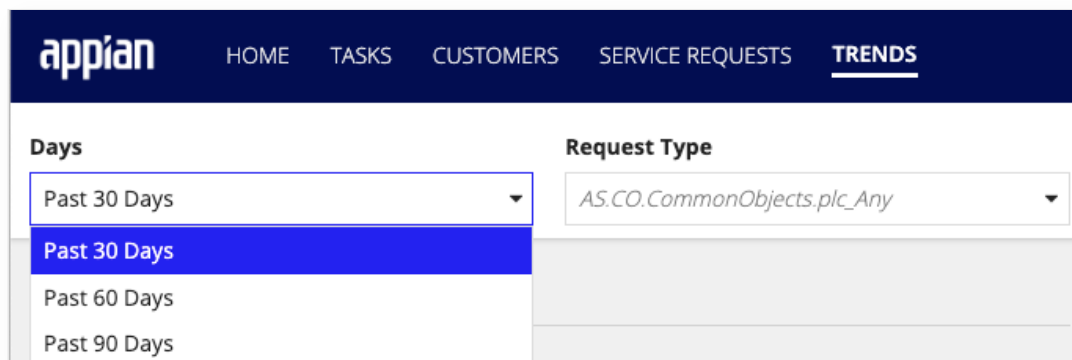 appian HOME TASKS CUSTOMERS SERVICE REQUESTS TRENDS
Days Request Type
Past 30 Days AS.CO.CommonObjects.plc_Any
Past 30 Days
Past 60 Days
Past 90 Days